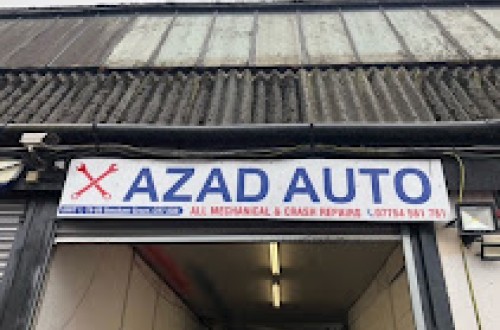 AZAD AUTO
ALL MECHANICAL & CRASH REPAIRS 07794 561 761